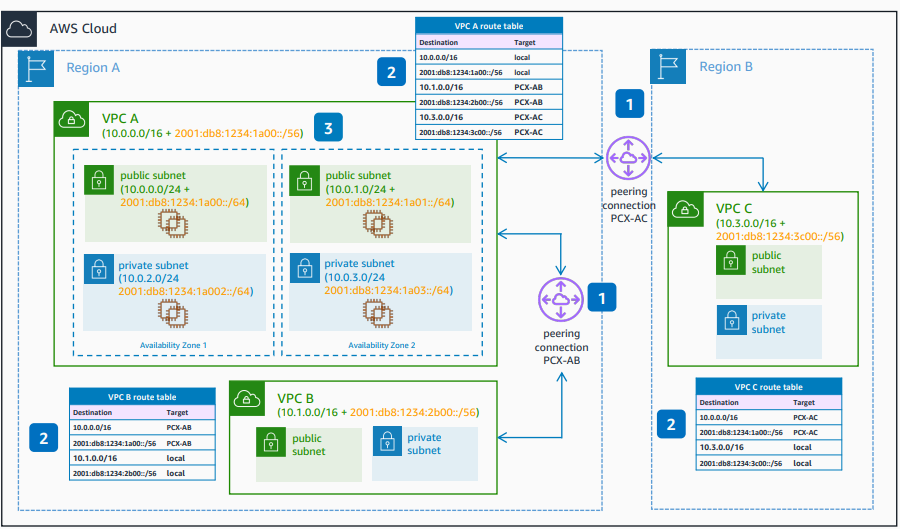 AWS Cloud
Region A
Region B
VPC A route table
Destination Target
10.0.0.0/16 local
2001:db8:1234:1a00::/56 local
10.1.0.0/16 PCX-AB
2001:db8:1234:2b00::/56 PCX-AB
10.3.0.0/16 PCX-AC
2001:db8:1234:3c00::/56 PCX-AC
2
1
VPC A
(10.0.0.0/16 + 2001:db8:1234:1a00::/56)
3
public subnet
(10.0.0.0/24 +
2001:db8:1234:1a00::/64)
public subnet
(10.0.1.0/24 +
2001:db8:1234:1a01::/64)
private subnet
(10.0.2.0/24
2001:db8:1234:1a002::/64)
private subnet
(10.0.3.0/24
2001:db8:1234:1a03::/64)
Availability Zone 1
Availability Zone 2
peering
connection
PCX-AC
VPC C
(10.3.0.0/16 +
2001:db8:1234:3c00::/56)
public
subnet
private
subnet
1
peering
connection
PCX-AB
VPC B route table
Destination Target
10.0.0.0/16 PCX-AB
2001:db8:1234:1a00::/56 PCX-AB
10.1.0.0/16 local
2001:db8:1234:2b00::/56 local
2
VPC B
(10.1.0.0/16 + 2001:db8:1234:2b00::/56)
public
subnet
private
subnet
2
VPC C route table
Destination Target
10.0.0.0/16 PCX-AC
2001:db8:1234:1a00::/56 PCX-AC
10.3.0.0/16 local
2001:db8:1234:3c00::/56 local